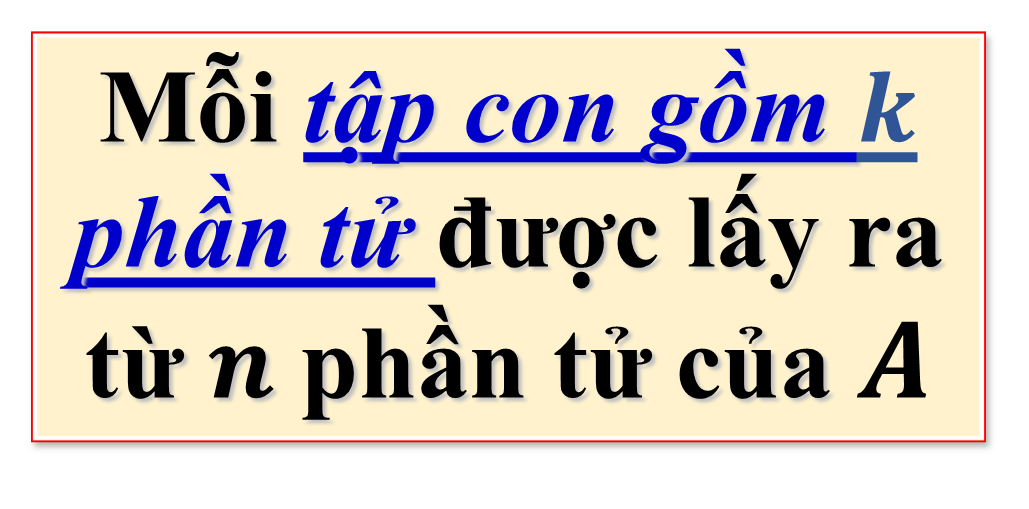 Mỗi tập con gồm k
phần tử được lấy ra
từ n phần tử của A